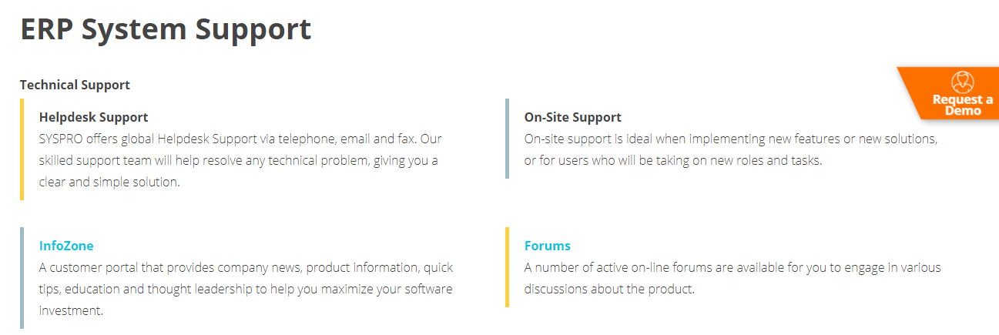 ERP System Support
Technical Support
Request a
Demo
Helpdesk Support
SYSPRO offers global Helpdesk Support via telephone, email and fax. Our
skilled support team will help resolve any technical problem, giving you a
clear and simple solution.
On-Site Support
On-site support is ideal when implementing new features or new solutions,
or for users who will be taking on new roles and tasks.
InfoZone
A customer portal that provides company news, product information, quick
tips, education and thought leadership to help you maximize your software
investment.
Forums
A number of active on-line forums are available for you to engage in various
discussions about the product.